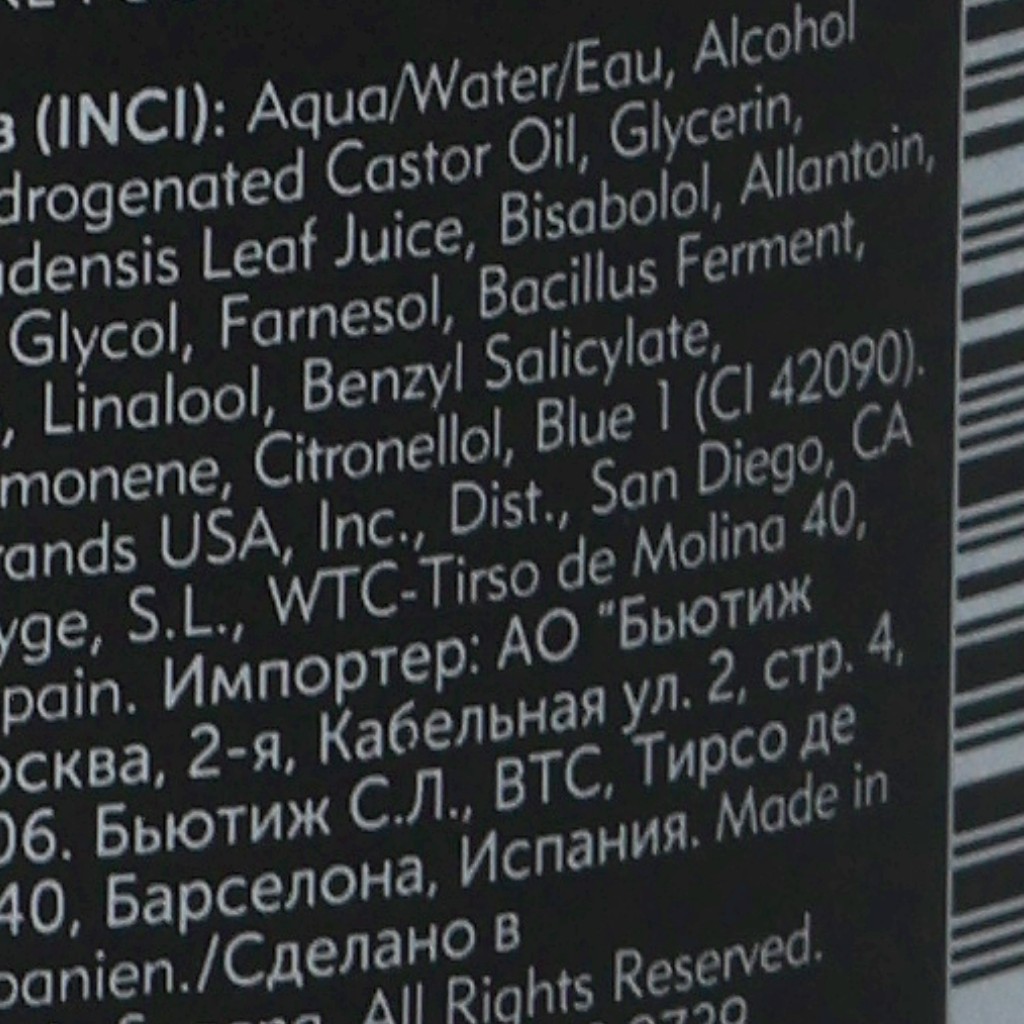 в (INCI): Aqua/Water/Eau, Alcohol
drogenated Castor Oil, Glycerin,
adensis Leaf Juice, Bisabolol, Allantoin,
Glycol, Farnesol, Bacillus Ferment,
, Linalool, Benzyl Salicylate,
monene, Citronellol, Blue 1 (CI 42090).
rands USA, Inc., Dist., San Diego, CA
yge, S.L., WTC-Tirso de Molina 40,
pain. Импортер: АО "Бьютиж
осква, 2-я, Кабельная ул. 2, стр. 4,
06. Бьютиж С.Л., ВТС, Тирсо де
40, Барселона, Испания. Made in
panien./Сделано в
All Rights Reserved.